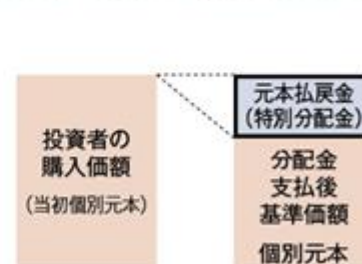 投資者の
購入価額
(当初個別元本)
元本払戻金
(特別分配金)
分配金
支払後
基準価額
個別元本